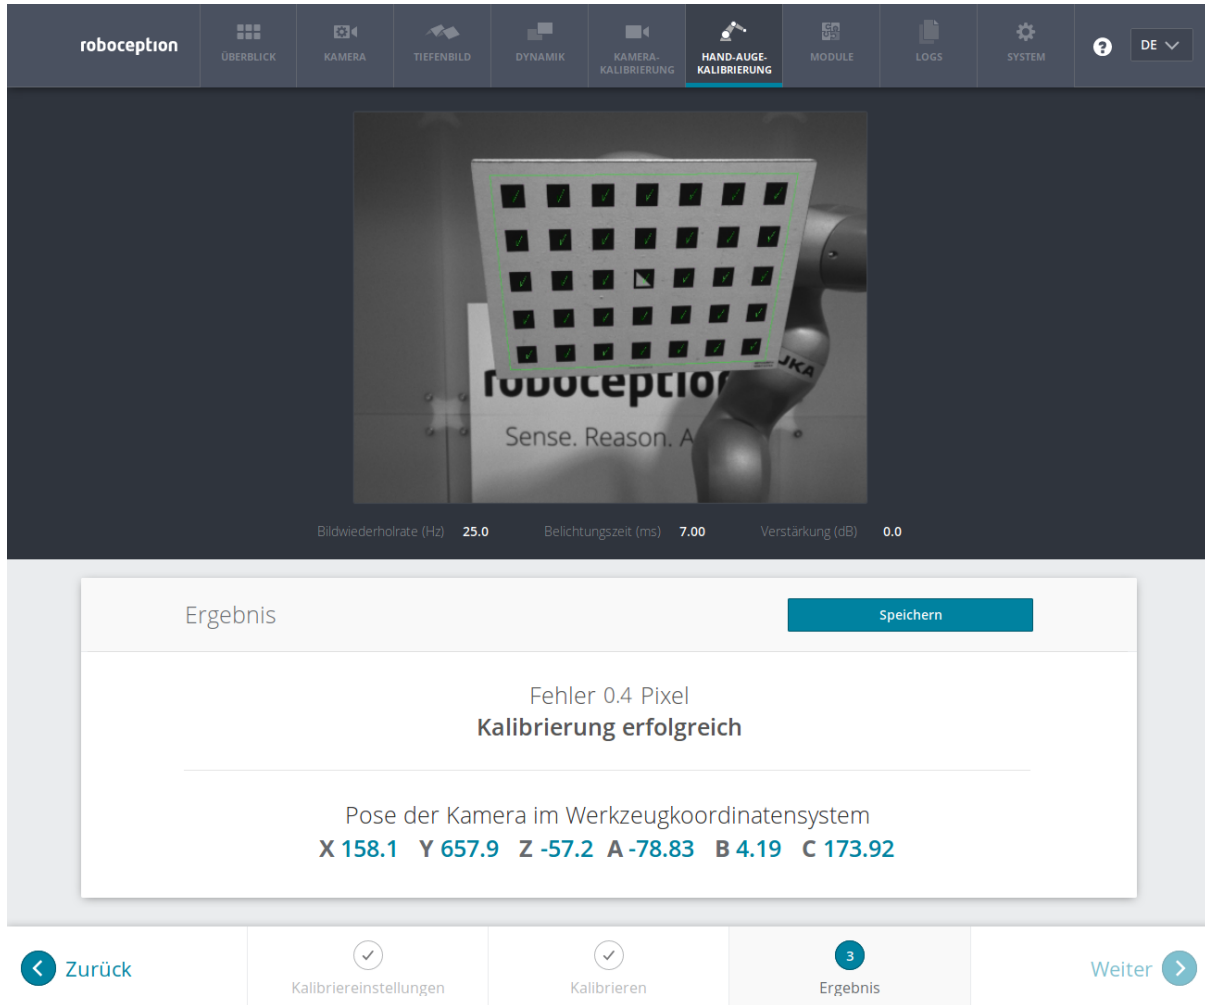 roboception
ÜBERBLICK
KAMERA
TIEFENBILD
DYNAMIK
KAMERA-
KALIBRIERUNG
HAND-AUGE-
KALIBRIERUNG
MODULE
LOGS
SYSTEM
?
DE
roboception
Sense. Reason. A
KUKA
Bildwiederholrate (Hz) 25.0 Belichtungszeit (ms) 7.00 Verstärkung (dB) 0.0
Ergebnis
Speichern
Fehler 0.4 Pixel
Kalibrierung erfolgreich
Pose der Kamera im Werkzeugkoordinatensystem
X 158.1 Y 657.9 Z -57.2 A -78.83 B 4.19 C 173.92
Zurück
Kalibriereinstellungen
Kalibrieren
3
Ergebnis
Weiter